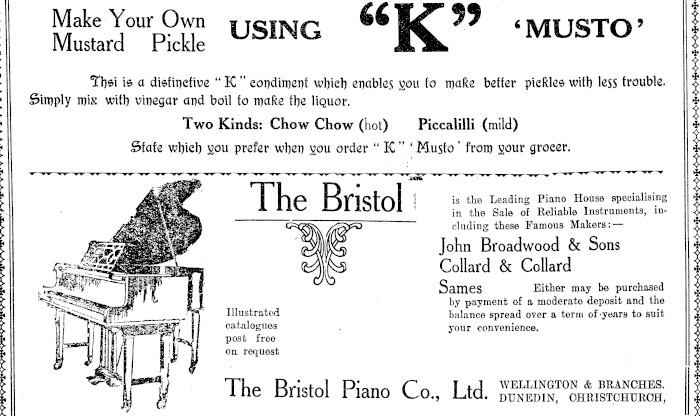 Make Your Own
Mustard Pickle
USING "K" 'MUSTO'
Thsi is a distinctive "K" condiment which enables you to make better pickles with less trouble.
Simply mix with vinegar and boil to make the liquor.
Two Kinds: Chow Chow (hot) Piccalilli (mild)
State which you prefer when you order "K" 'Musto' from your grocer.
The Bristol
is the Leading Piano House specialising
in the Sale of Reliable Instruments, in-
cluding these Famous Makers:—
John Broadwood & Sons
Collard & Collard
Sames Either may be purchased
by payment of a moderate deposit and the
balance spread over a term of years to suit
your convenience.
Illustrated
catalogues
post free
on request
The Bristol Piano Co., Ltd.
WELLINGTON & BRANCHES.
DUNEDIN, CHRISTCHURCH,